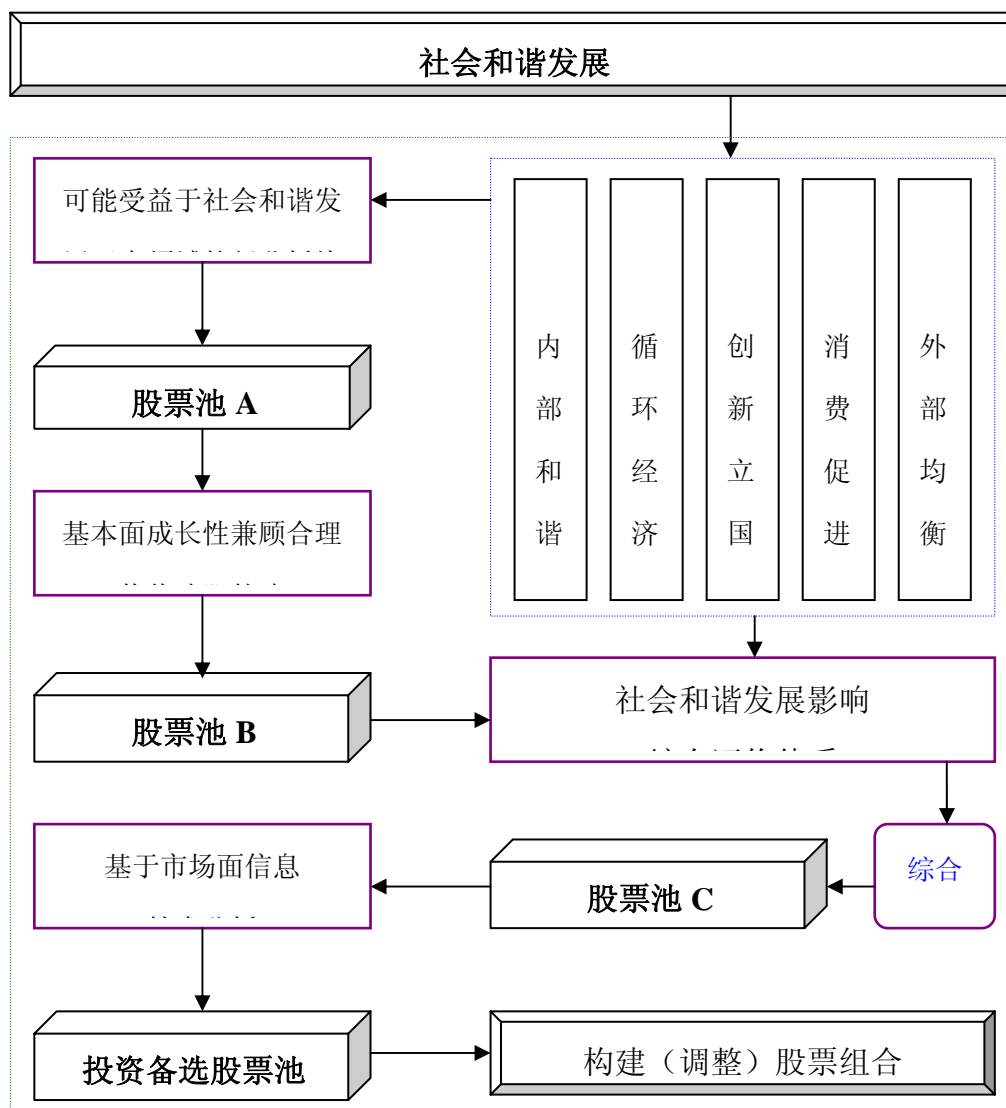 社会和谐发展
可能受益于社会和谐发
内部和谐
循环经济
创新立国
消费促进
外部均衡
股票池 A
基本面成长性兼顾合理
股票池 B
社会和谐发展影响
综合
股票池 C
基于市场面信息
投资备选股票池
构建（调整）股票组合